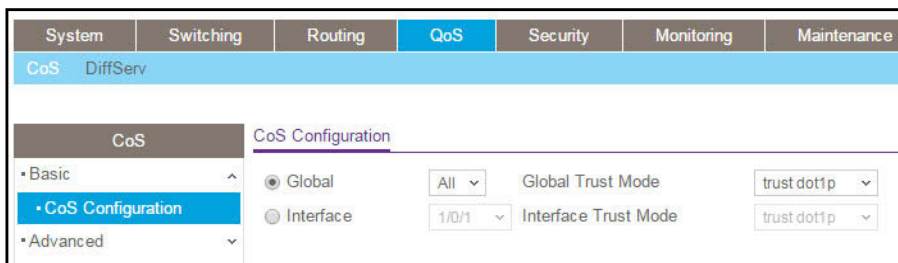 System Switching Routing QoS Security Monitoring Maintenance
CoS DiffServ
CoS
CoS Configuration
Basic
Global All Global Trust Mode trust dot1p
CoS Configuration
Interface 1/0/1 Interface Trust Mode trust dot1p
Advanced